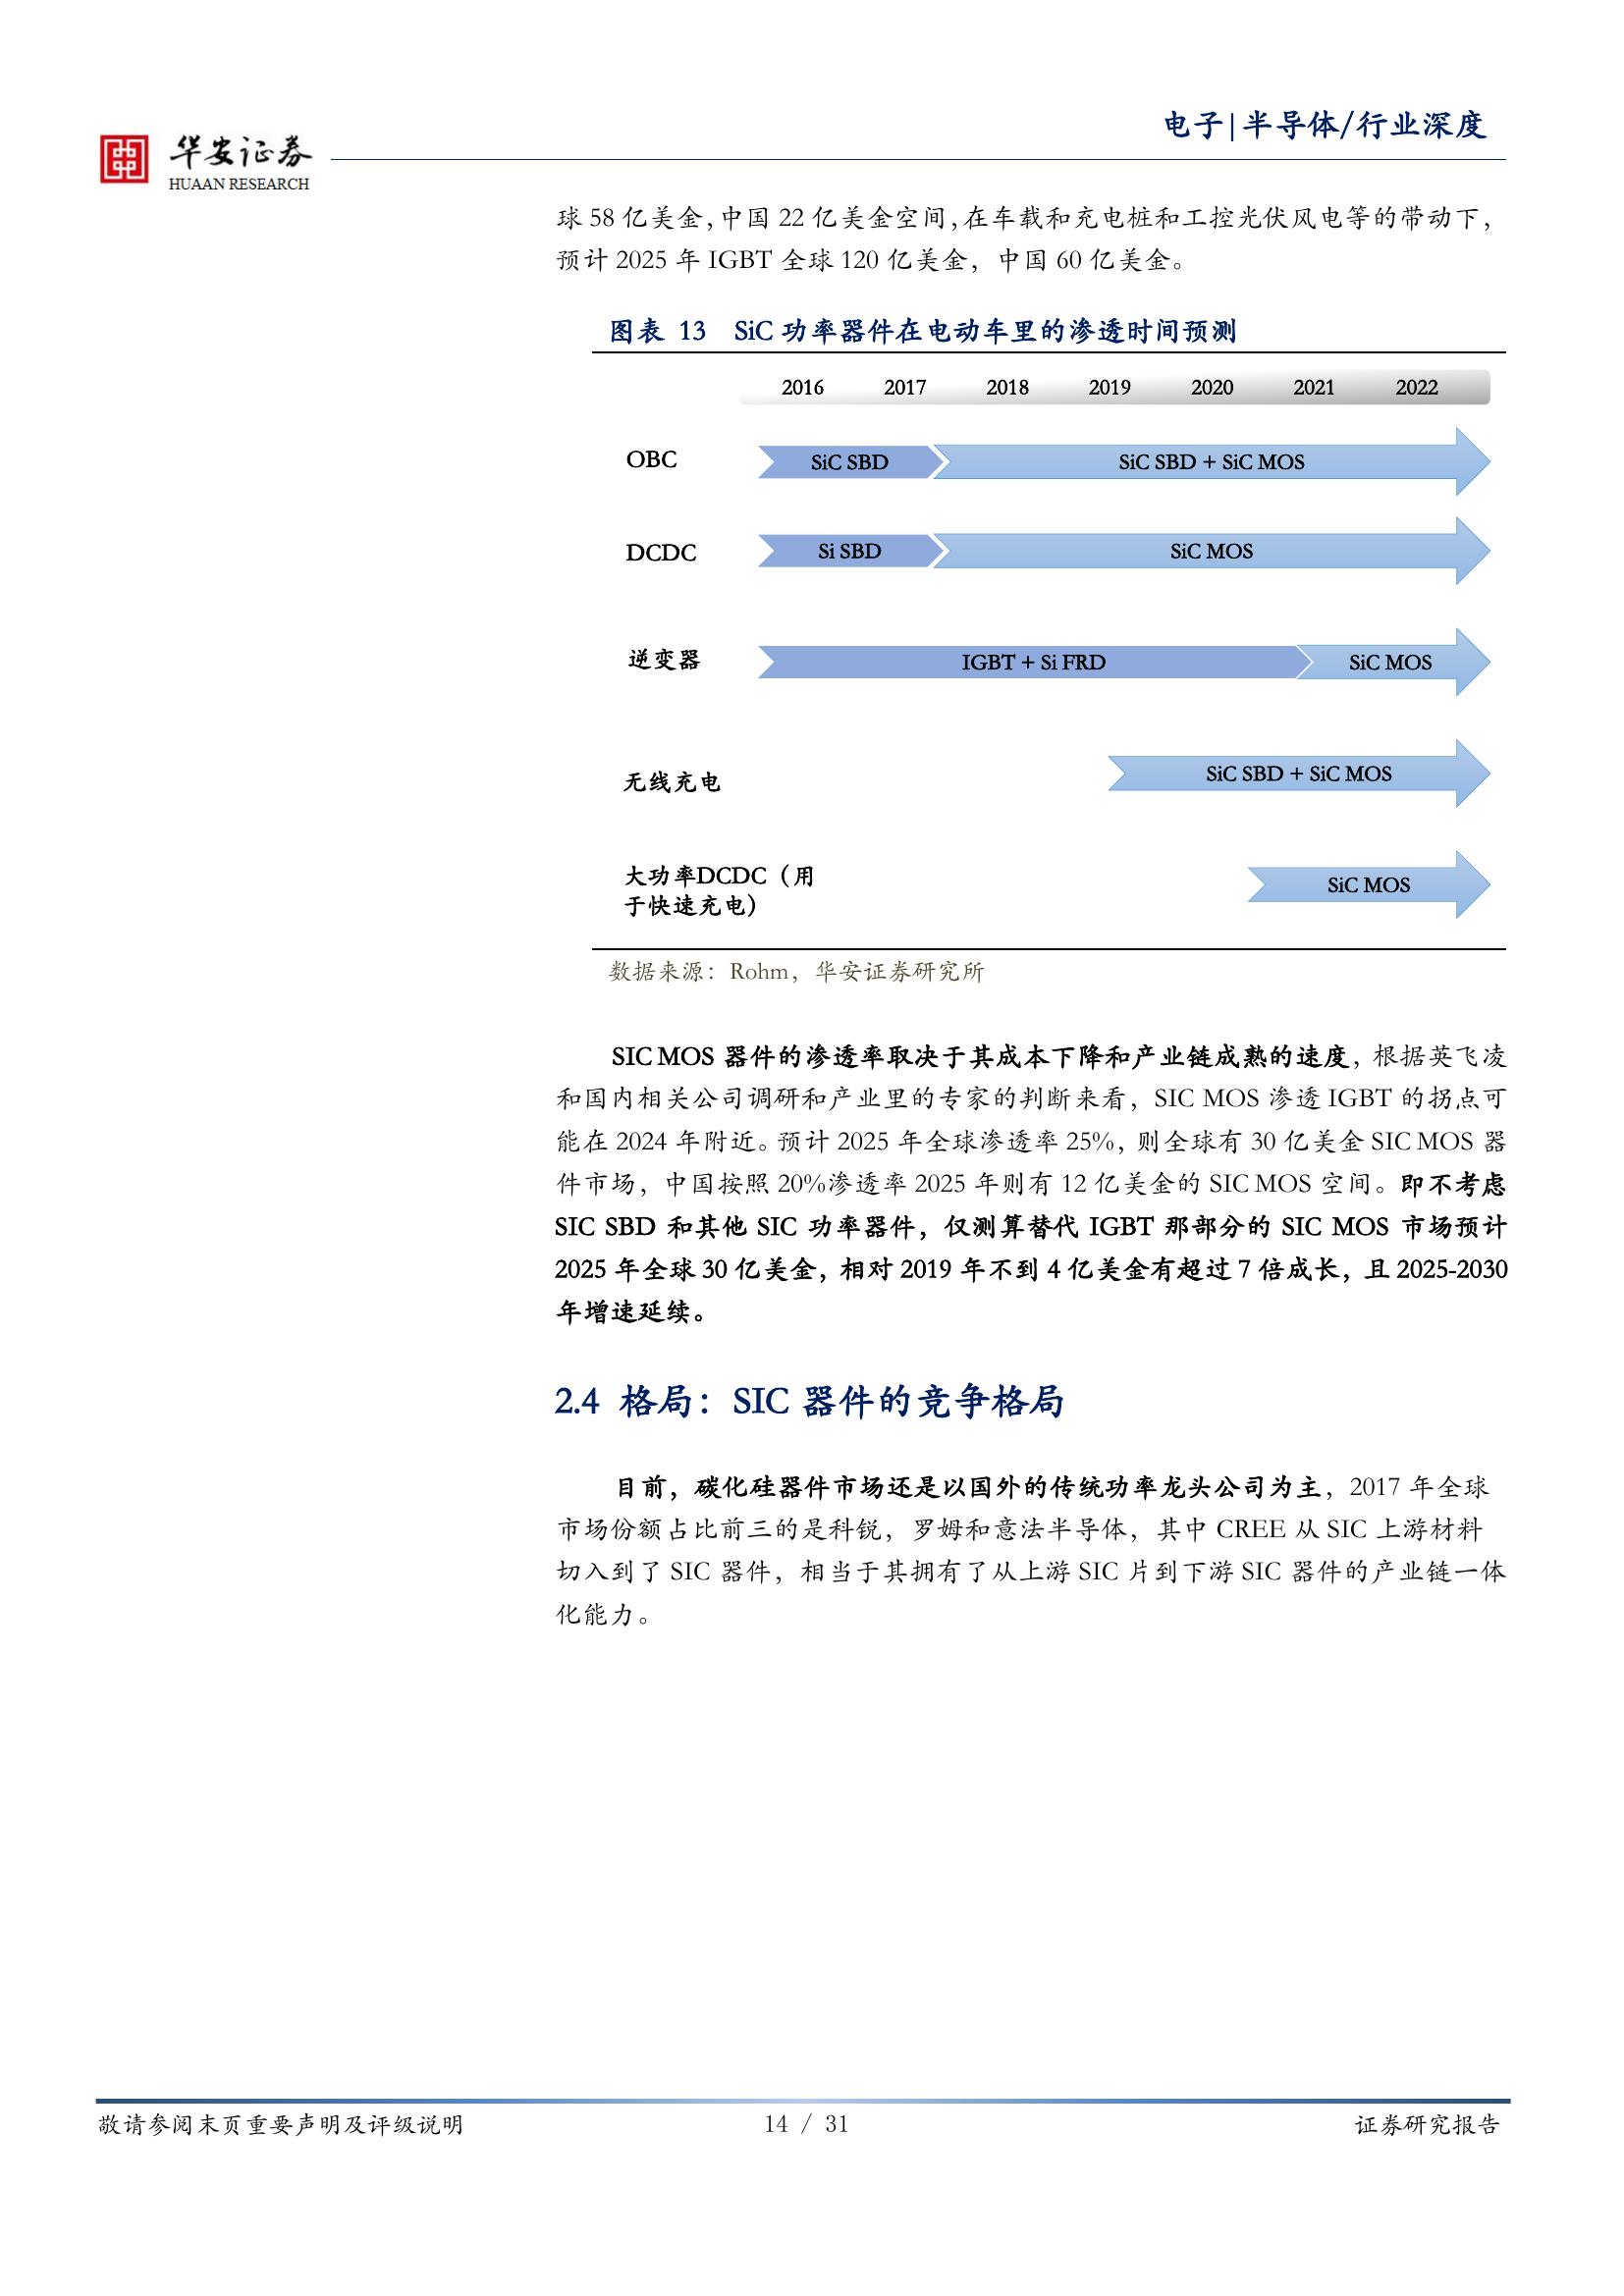 电子|半导体/行业深度
华安证券
HUAAN RESEARCH
球 58 亿美金，中国 22 亿美金空间，在车载和充电桩和工控光伏风电等的带动下，
预计 2025 年 IGBT 全球 120 亿美金，中国 60 亿美金。
图表 13 SiC 功率器件在电动车里的渗透时间预测
2016 2017 2018 2019 2020 2021 2022
OBC SiC SBD SiC SBD + SiC MOS
DCDC Si SBD SiC MOS
逆变器 IGBT + Si FRD SiC MOS
无线充电 SiC SBD + SiC MOS
大功率DCDC（用
于快速充电） SiC MOS
数据来源：Rohm，华安证券研究所
SIC MOS 器件的渗透率取决于其成本下降和产业链成熟的速度，根据英飞凌
和国内相关公司调研和产业里的专家的判断来看，SIC MOS 渗透 IGBT 的拐点可
能在 2024 年附近。预计 2025 年全球渗透率 25%，则全球有 30 亿美金 SIC MOS 器
件市场，中国按照 20%渗透率 2025 年则有 12 亿美金的 SIC MOS 空间。即不考虑
SIC SBD 和其他 SIC 功率器件，仅测算替代 IGBT 那部分的 SIC MOS 市场预计
2025 年全球 30 亿美金，相对 2019 年不到 4 亿美金有超过 7 倍成长，且 2025-2030
年增速延续。
2.4 格局：SIC 器件的竞争格局
目前，碳化硅器件市场还是以国外的传统功率龙头公司为主，2017 年全球
市场份额占比前三的是科锐，罗姆和意法半导体，其中 CREE 从 SIC 上游材料
切入到了 SIC 器件，相当于其拥有了从上游 SIC 片到下游 SIC 器件的产业链一体
化能力。
敬请参阅末页重要声明及评级说明 14 / 31 证券研究报告